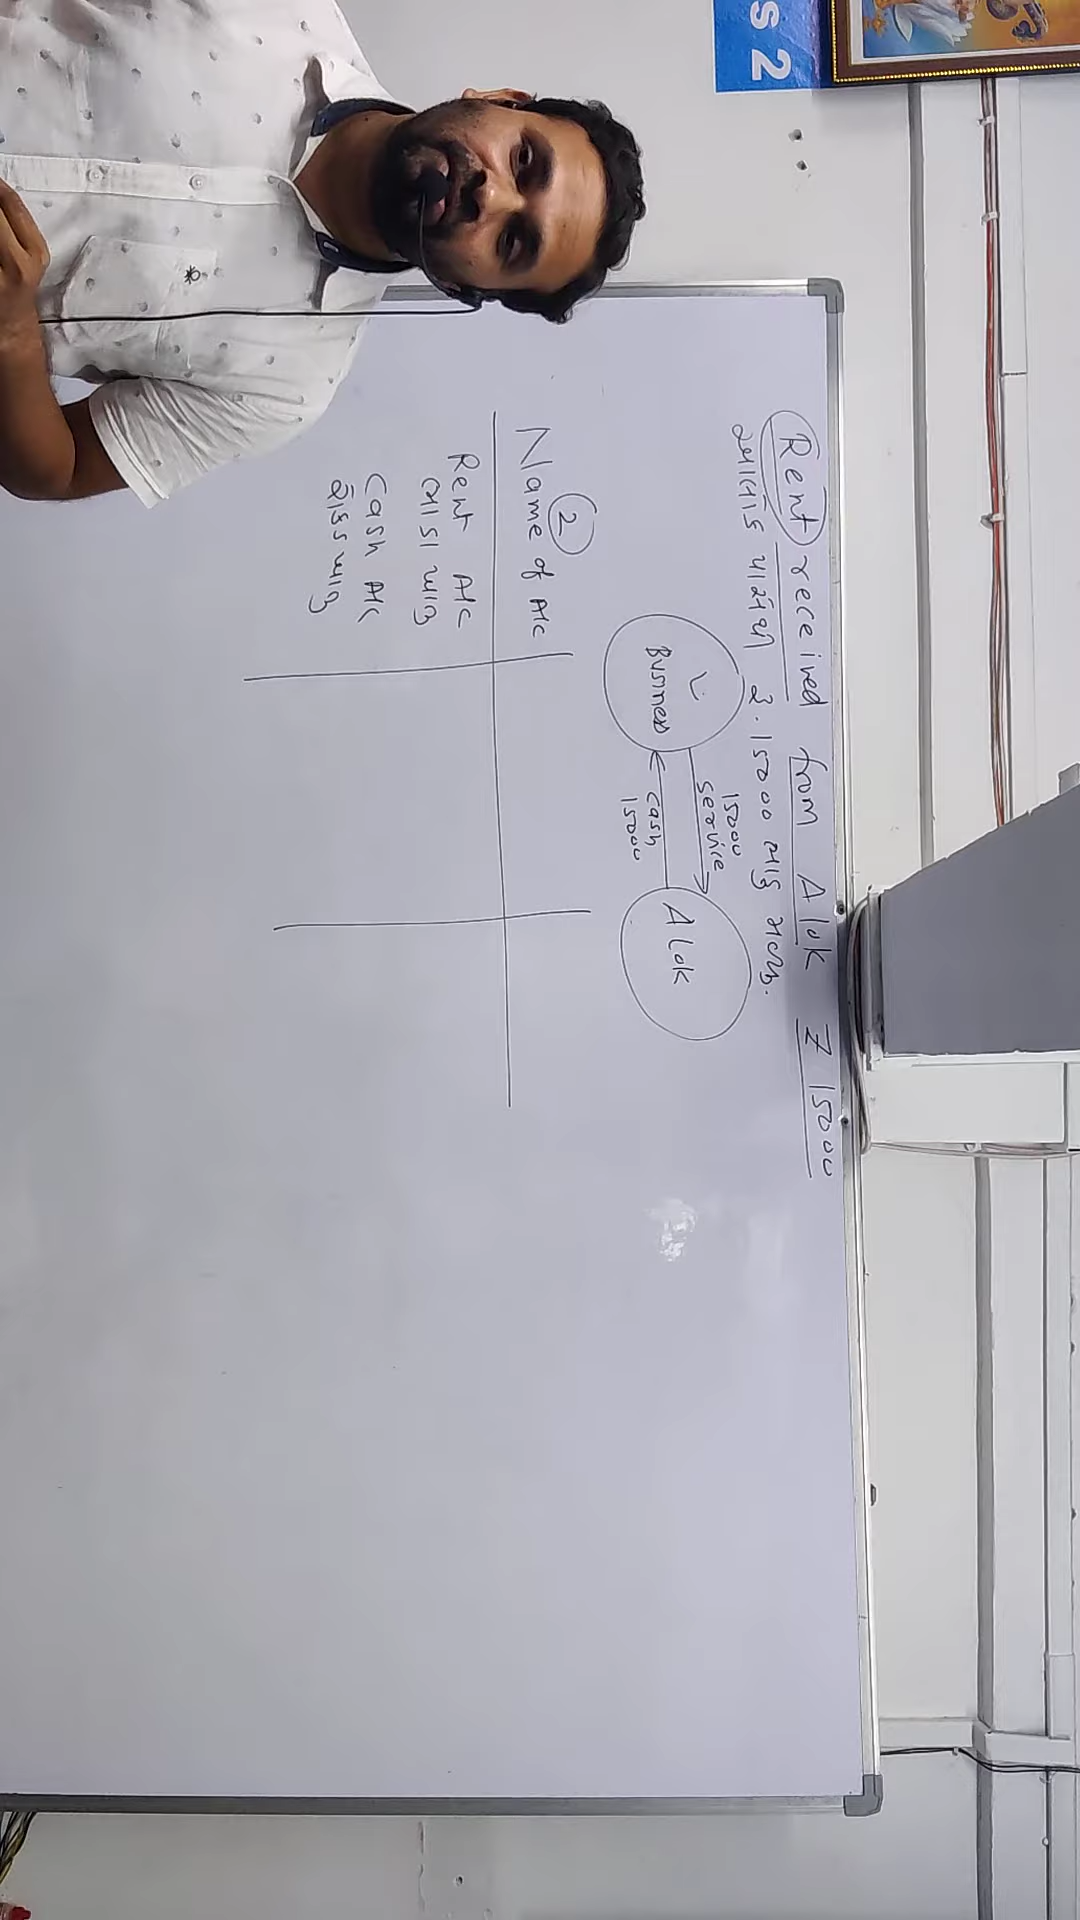 s 2
Rent received from Alok ₹ 15000
આલોક પાસેથી રૂ. 15000 ભાડું મળ્યું.
15000
Service
Business
Alok
Cash
15000
2
Name of A/c
Rent A/c
ભાડા ખાતુ
Cash A/c
રોકડ ખાતુ